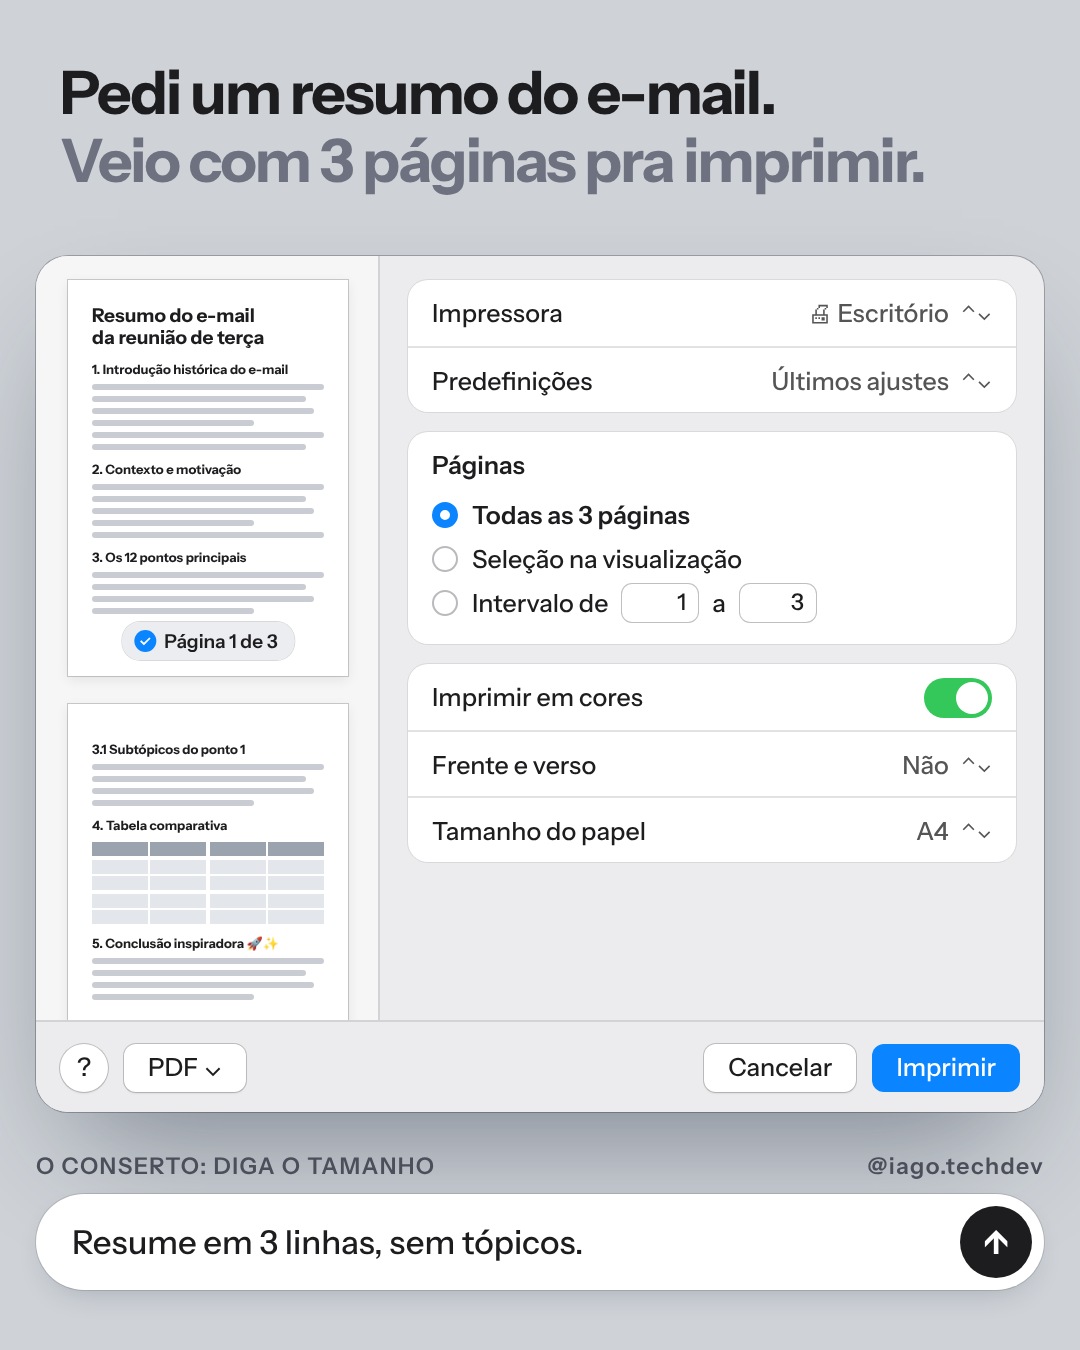 Pedi um resumo do e-mail.
Veio com 3 páginas pra imprimir.
Resumo do e-mail
da reunião de terça
1. Introdução histórica do e-mail
2. Contexto e motivação
3. Os 12 pontos principais
Página 1 de 3
3.1 Subtópicos do ponto 1
4. Tabela comparativa
5. Conclusão inspiradora 🚀✨
Impressora
Escritório
Predefinições
Últimos ajustes
Páginas
Todas as 3 páginas
Seleção na visualização
Intervalo de 1 a 3
Imprimir em cores
Frente e verso
Não
Tamanho do papel
A4
?
PDF
Cancelar
Imprimir
O CONSERTO: DIGA O TAMANHO
@iago.techdev
Resume em 3 linhas, sem tópicos.